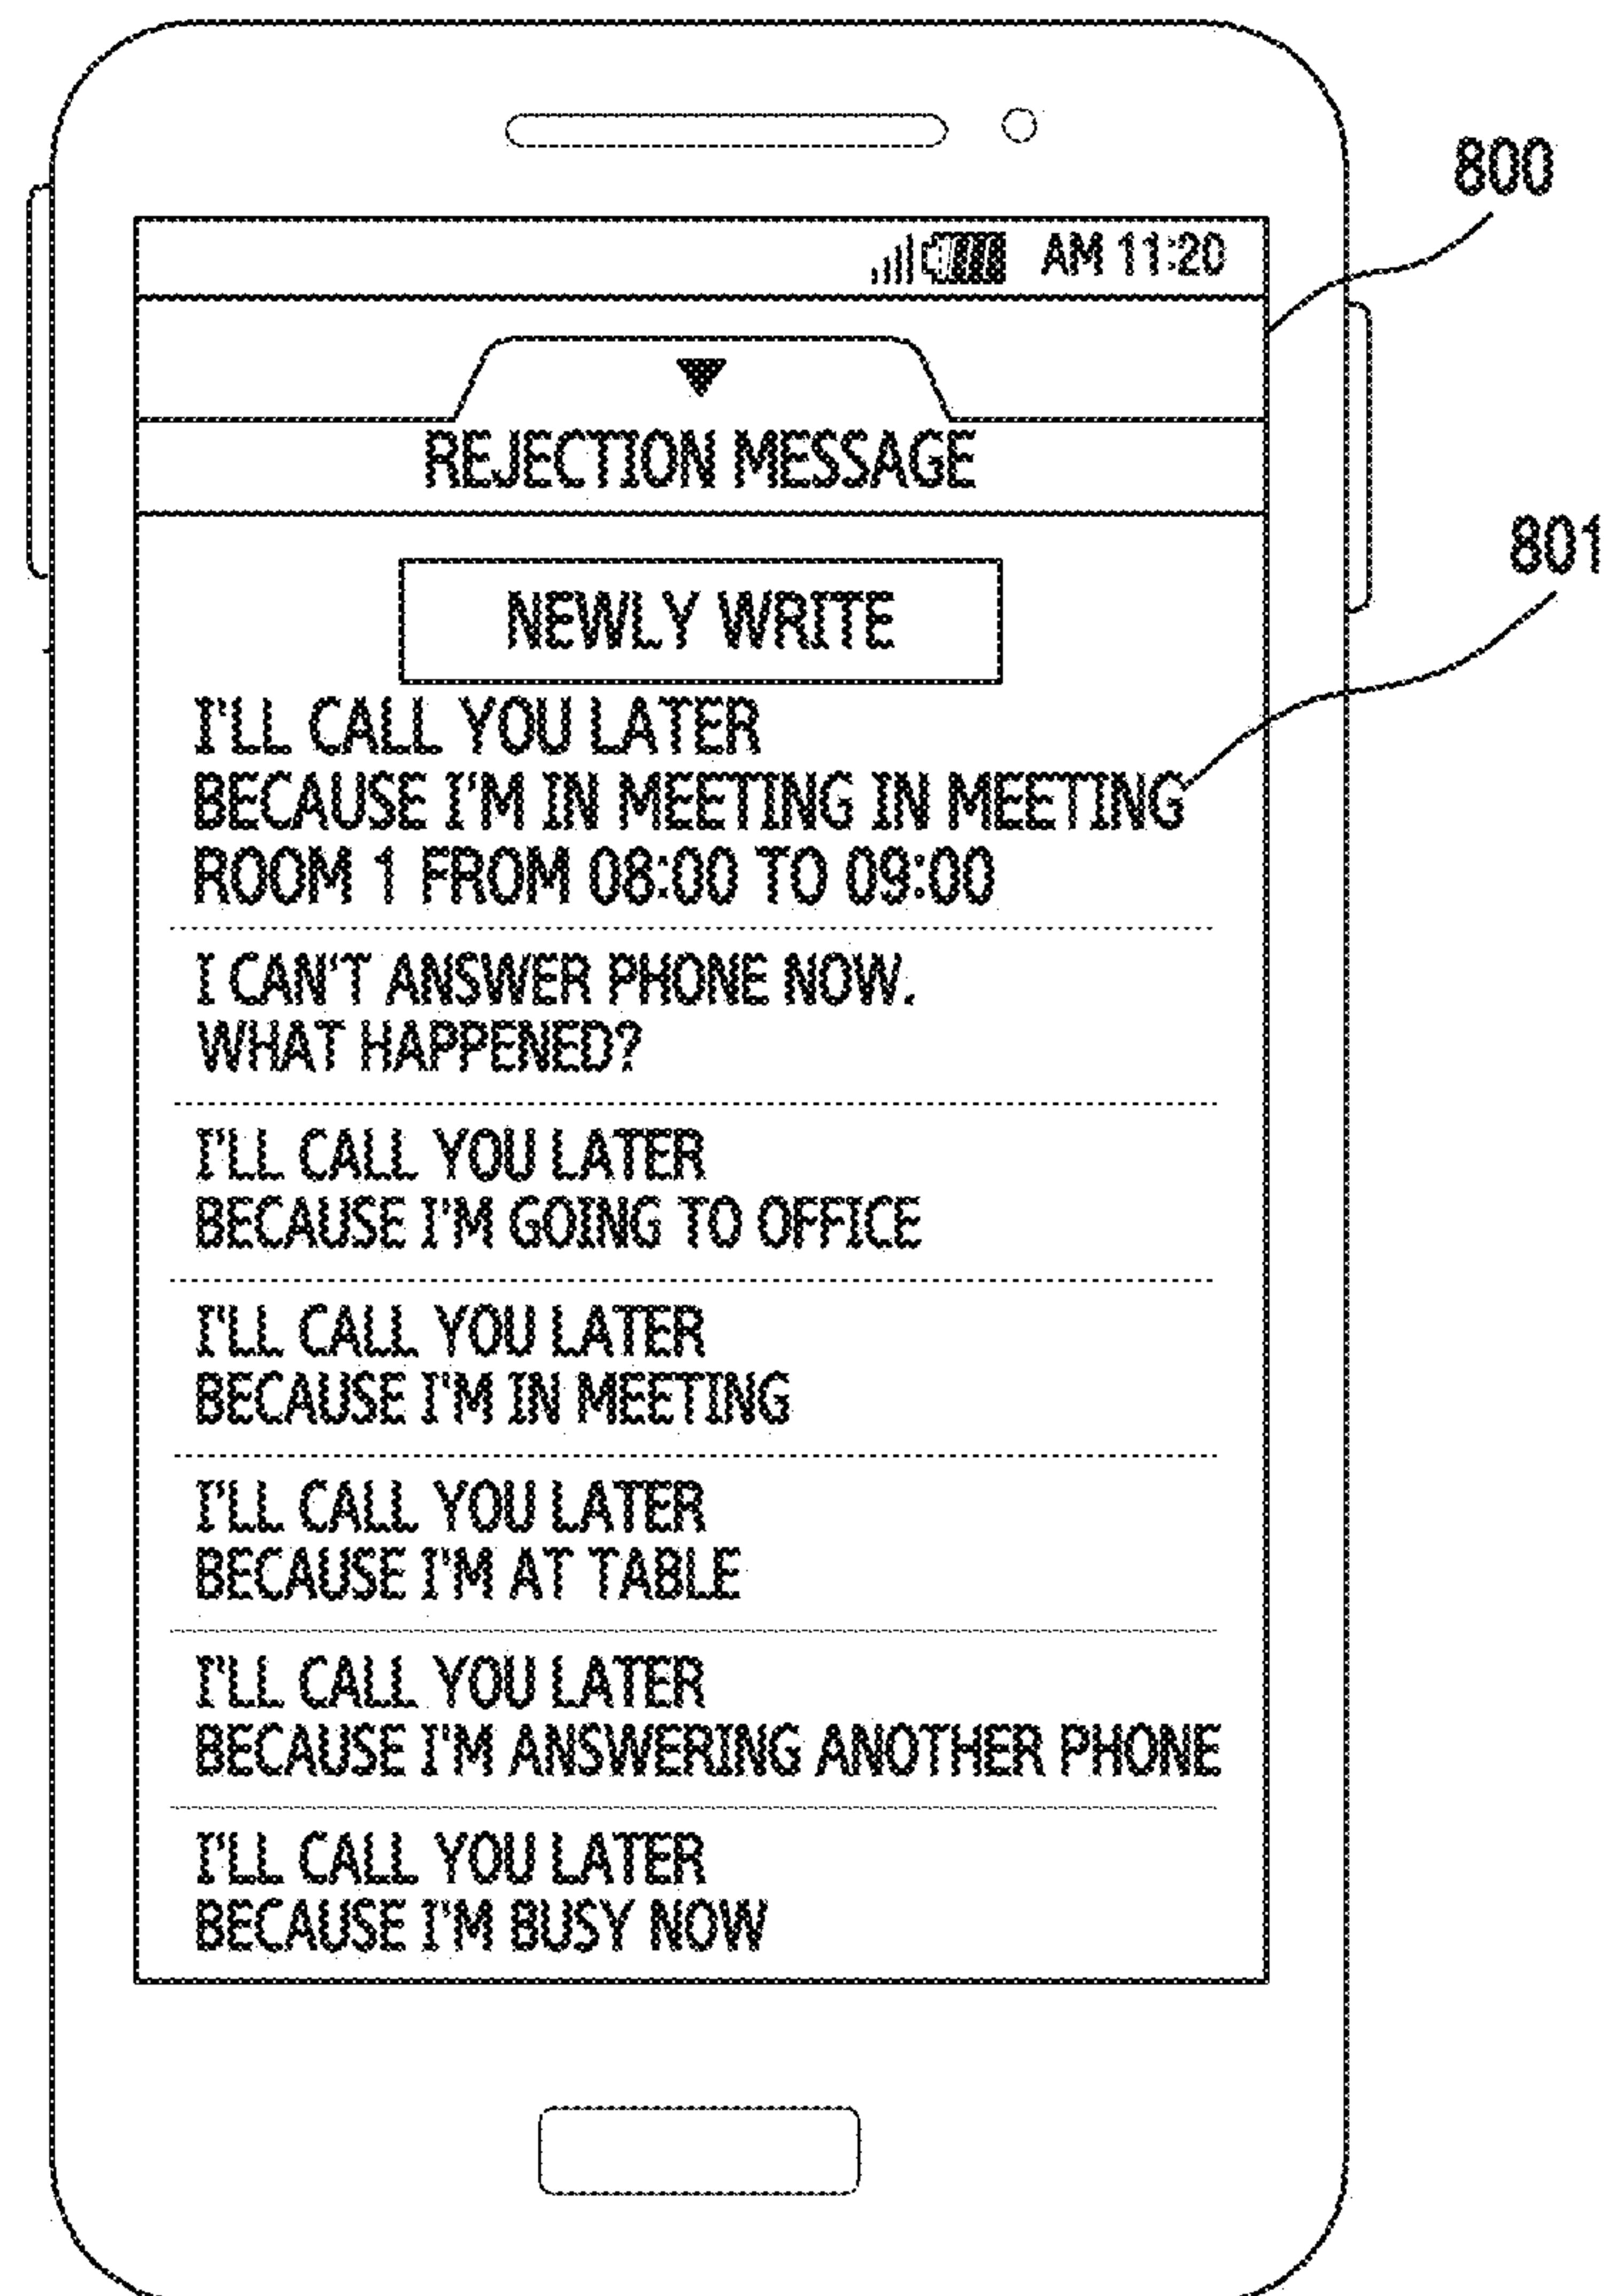 800
AM 11:20
REJECTION MESSAGE
801
NEWLY WRITE
I'LL CALL YOU LATER
BECAUSE I'M IN MEETING IN MEETING
ROOM 1 FROM 08:00 TO 09:00
I CAN'T ANSWER PHONE NOW.
WHAT HAPPENED?
I'LL CALL YOU LATER
BECAUSE I'M GOING TO OFFICE
I'LL CALL YOU LATER
BECAUSE I'M IN MEETING
I'LL CALL YOU LATER
BECAUSE I'M AT TABLE
I'LL CALL YOU LATER
BECAUSE I'M ANSWERING ANOTHER PHONE
I'LL CALL YOU LATER
BECAUSE I'M BUSY NOW